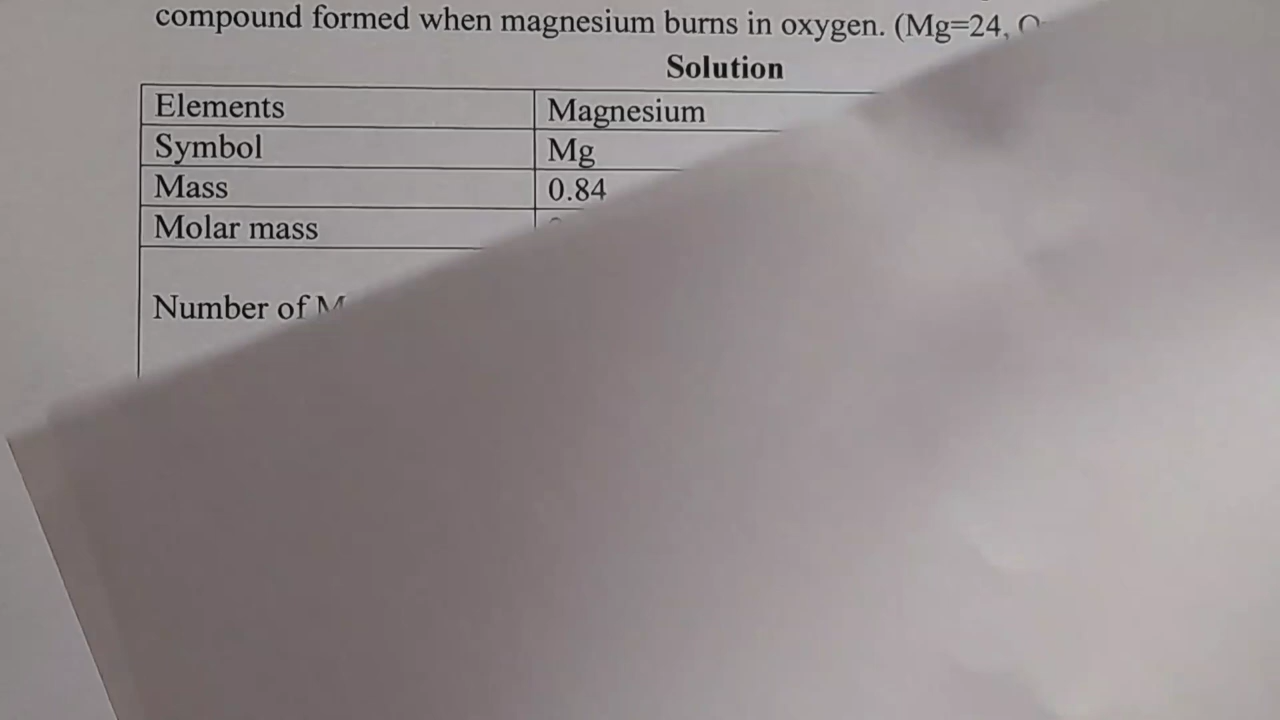 compound formed when magnesium burns in oxygen. (Mg=24,
Solution
Elements Magnesium
Symbol Mg
Mass 0.84
Molar mass
Number of